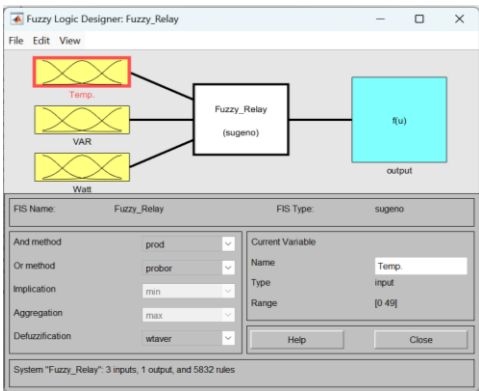 Fuzzy Logic Designer: Fuzzy_Relay
File Edit View
Temp.
VAR
Watt
Fuzzy_Relay
(sugeno)
f(u)
output
FIS Name: Fuzzy_Relay FIS Type: sugeno
And method prod
Or method probor
Implication min
Aggregation max
Defuzzification wtaver
Current Variable
Name Temp.
Type input
Range [0 49]
Help Close
System "Fuzzy_Relay": 3 inputs, 1 output, and 5832 rules